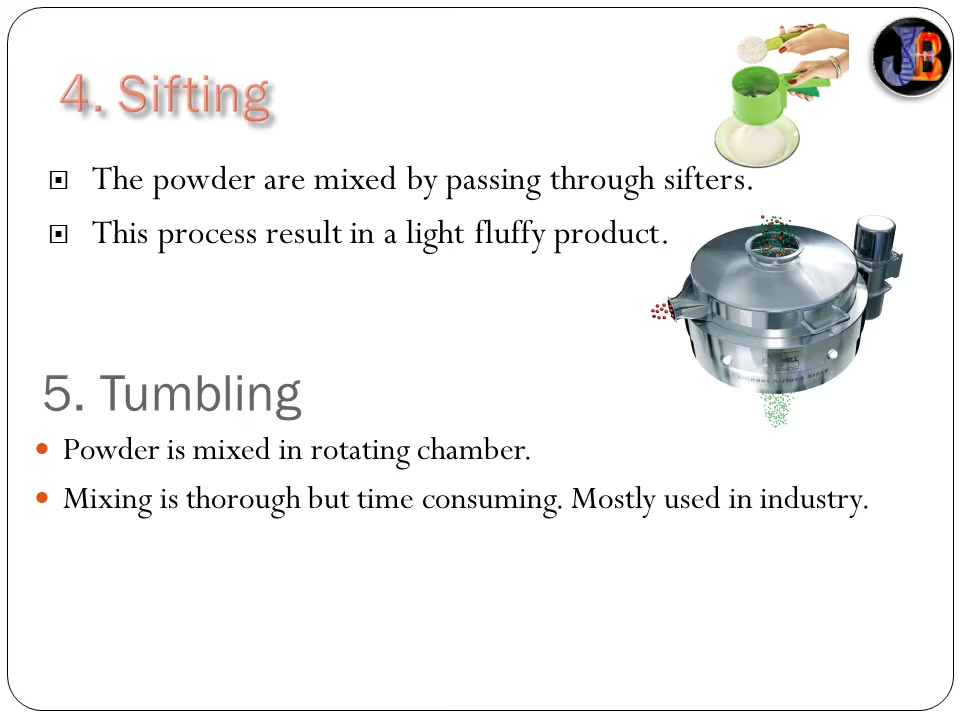 4. Sifting
The powder are mixed by passing through sifters.
This process result in a light fluffy product.
5. Tumbling
Powder is mixed in rotating chamber.
Mixing is thorough but time consuming. Mostly used in industry.